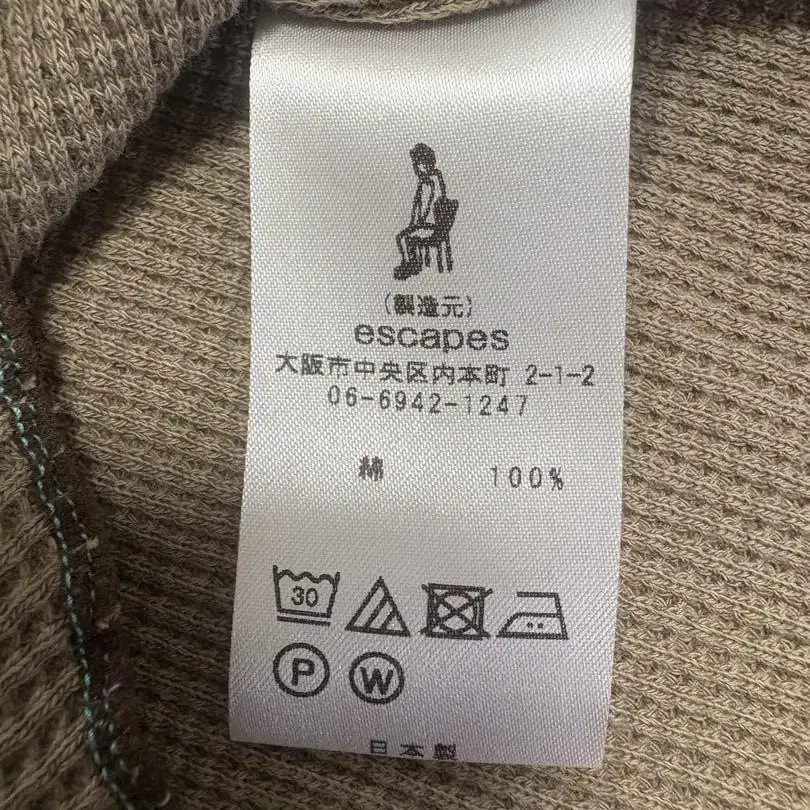 (製造元)
escapes
大阪市中央区内本町 2-1-2
06-6942-1247
綿 100%
30
P W
日本製